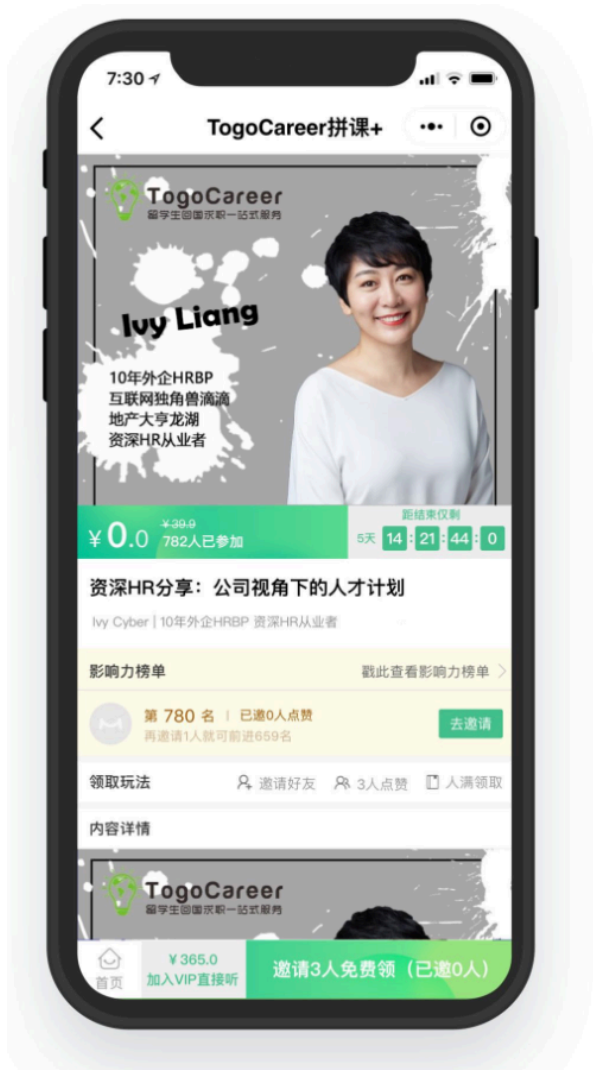 7:30
TogoCareer拼课+
TogoCareer
留学生回国求职一站式服务
Ivy Liang
10年外企HRBP
互联网独角兽滴滴
地产大亨龙湖
资深HR从业者
¥0.0 ¥39.9
782人已参加
距结束仅剩
5天 14:21:44:0
资深HR分享：公司视角下的人才计划
Ivy Cyber | 10年外企HRBP 资深HR从业者
影响力榜单 戳此查看影响力榜单
第 780 名 | 已邀0人点赞
再邀请1人就可前进659名
去邀请
领取玩法 邀请好友 3人点赞 人满领取
内容详情
TogoCareer
留学生回国求职一站式服务
首页
¥365.0
加入VIP直接听
邀请3人免费领（已邀0人）